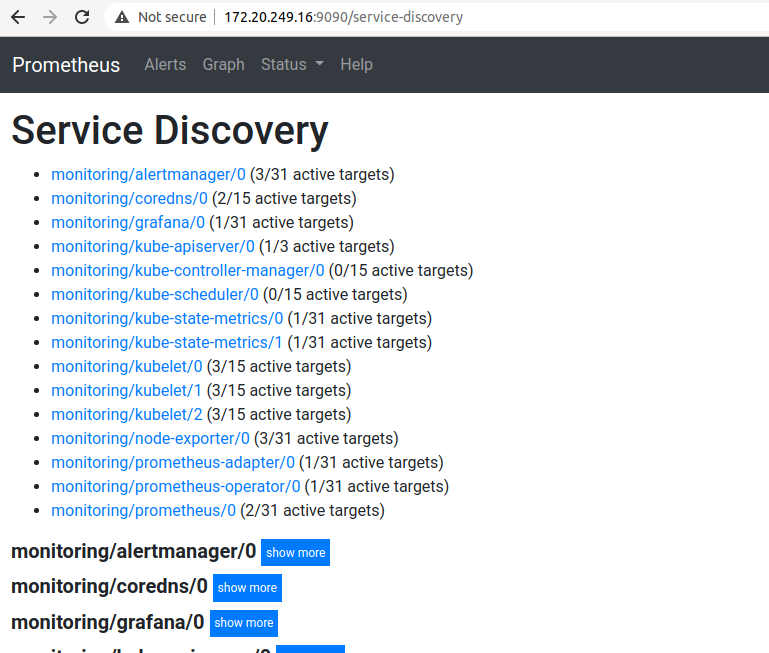 Not secure | 172.20.249.16:9090/service-discovery
Prometheus Alerts Graph Status Help
Service Discovery
monitoring/alertmanager/0 (3/31 active targets)
monitoring/coredns/0 (2/15 active targets)
monitoring/grafana/0 (1/31 active targets)
monitoring/kube-apiserver/0 (1/3 active targets)
monitoring/kube-controller-manager/0 (0/15 active targets)
monitoring/kube-scheduler/0 (0/15 active targets)
monitoring/kube-state-metrics/0 (1/31 active targets)
monitoring/kube-state-metrics/1 (1/31 active targets)
monitoring/kubelet/0 (3/15 active targets)
monitoring/kubelet/1 (3/15 active targets)
monitoring/kubelet/2 (3/15 active targets)
monitoring/node-exporter/0 (3/31 active targets)
monitoring/prometheus-adapter/0 (1/31 active targets)
monitoring/prometheus-operator/0 (1/31 active targets)
monitoring/prometheus/0 (2/31 active targets)
monitoring/alertmanager/0 show more
monitoring/coredns/0 show more
monitoring/grafana/0 show more